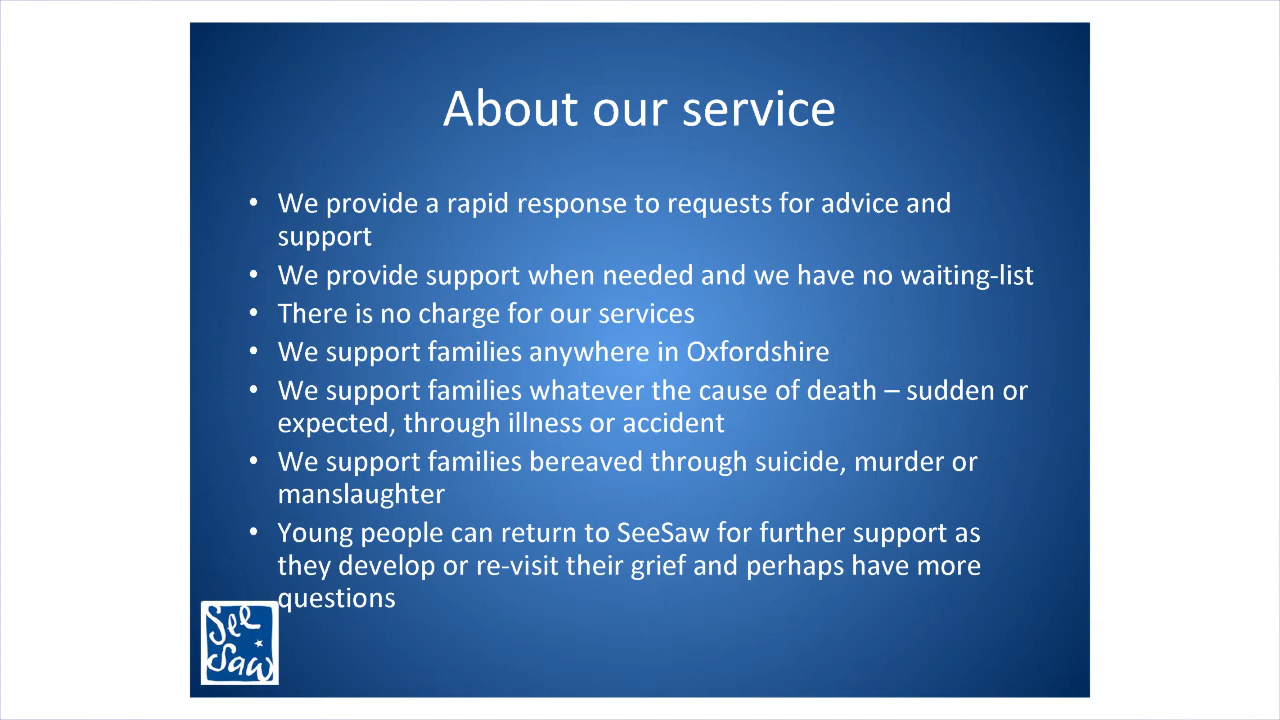 About our service
• We provide a rapid response to requests for advice and
support
• We provide support when needed and we have no waiting-list
• There is no charge for our services
• We support families anywhere in Oxfordshire
• We support families whatever the cause of death – sudden or
expected, through illness or accident
• We support families bereaved through suicide, murder or
manslaughter
• Young people can return to SeeSaw for further support as
they develop or re-visit their grief and perhaps have more
questions
See
Saw